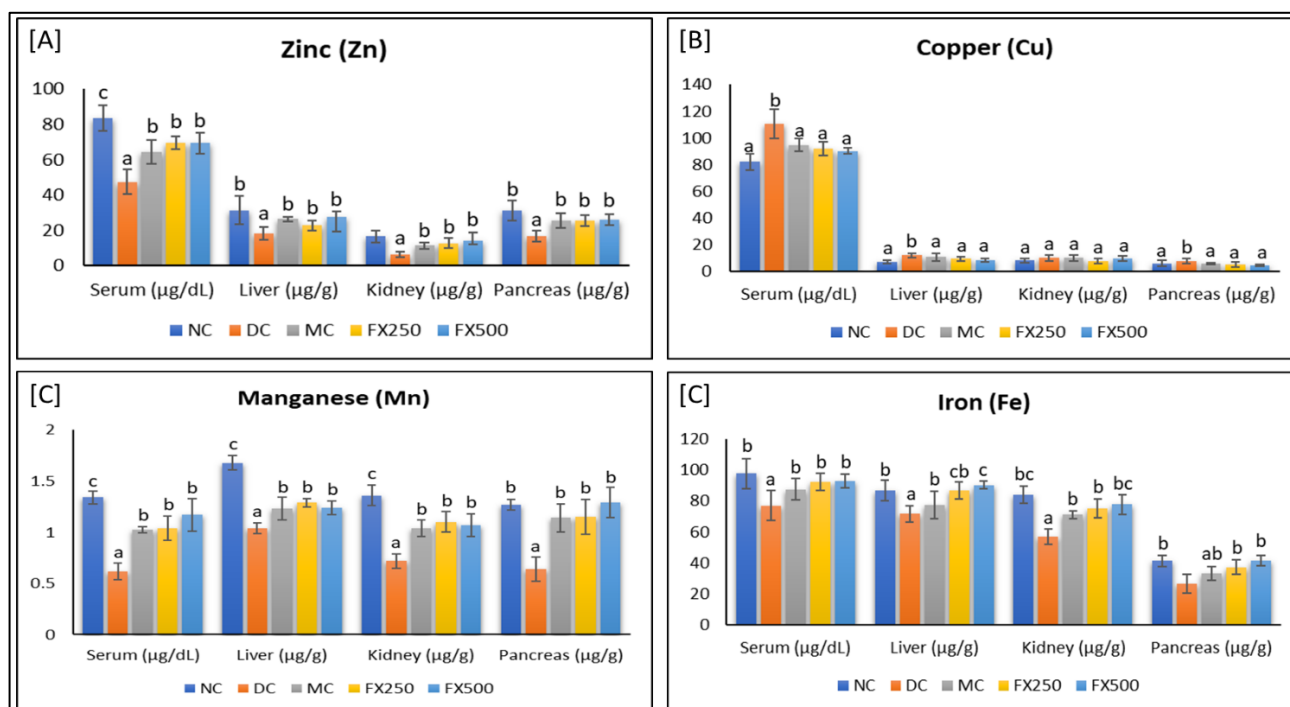 [A]
Zinc (Zn)
100
80
60
40
20
0
c a b b b
b a b b b
a b b b
b a b b b
Serum (µg/dL) Liver (µg/g) Kidney (µg/g) Pancreas (µg/g)
NC DC MC FX250 FX500
[B]
Copper (Cu)
140
120
100
80
60
40
20
0
a b a a a
a b a a a
a a a a a
a b a a a
Serum (µg/dL) Liver (µg/g) Kidney (µg/g) Pancreas (µg/g)
NC DC MC FX250 FX500
[C]
Manganese (Mn)
2
1.5
1
0.5
0
c a b b b
c a b b b
c a b b b
b a b b b
Serum (µg/dL) Liver (µg/g) Kidney (µg/g) Pancreas (µg/g)
NC DC MC FX250 FX500
[C]
Iron (Fe)
120
100
80
60
40
20
0
b a b b b
b a b cb c
bc a b b bc
b ab b b
Serum (µg/dL) Liver (µg/g) Kidney (µg/g) Pancreas (µg/g)
NC DC MC FX250 FX500